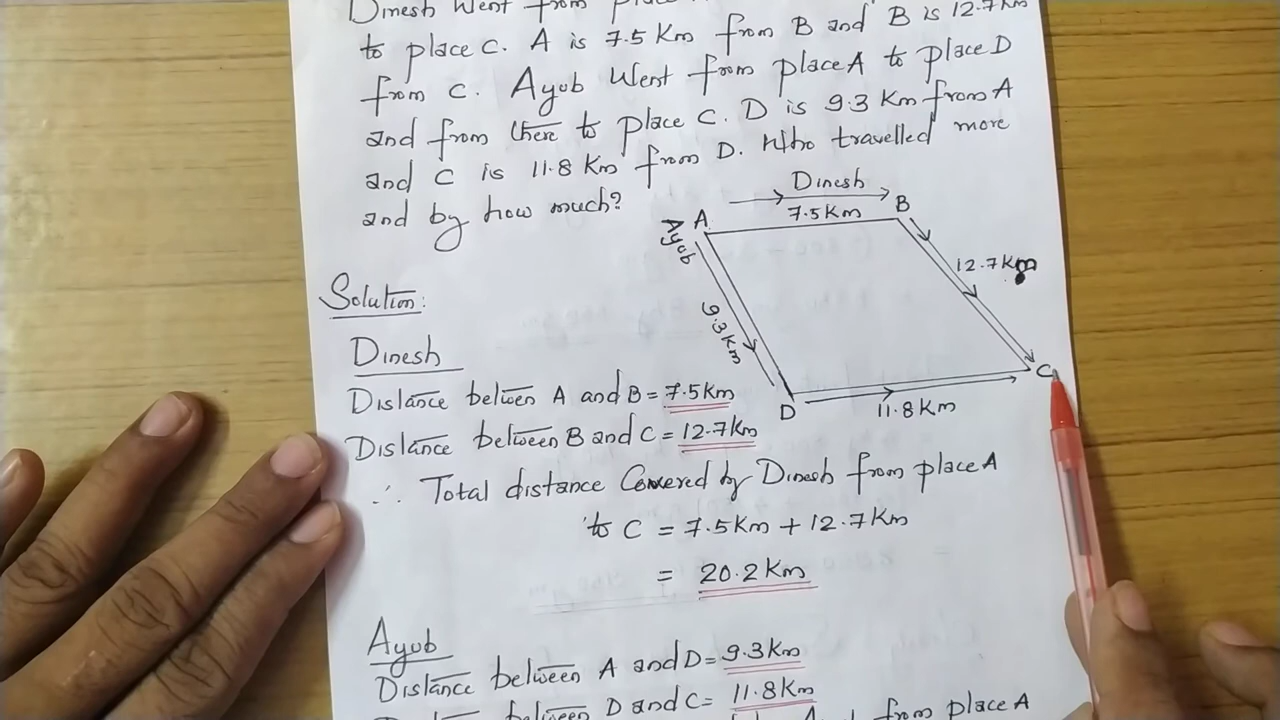 Dinesh Went from place
to place C. A is 7.5 Km from B and B is 12.7 Km
from C. Ayub Went from place A to place D
and from there to place C. D is 9.3 Km from A
and C is 11.8 Km from D. Who travelled more
and by how much?
Dinesh
A 7.5 Km B
Ayub
12.7 Km
9.3 Km
C
D 11.8 Km
Solution:
Dinesh
Distance between A and B = 7.5 Km
Distance between B and C = 12.7 Km
∴ Total distance Covered by Dinesh from place A
to C = 7.5 Km + 12.7 Km
= 20.2 Km
Ayub
Distance between A and D = 9.3 Km
Distance between D and C = 11.8 Km
from place A